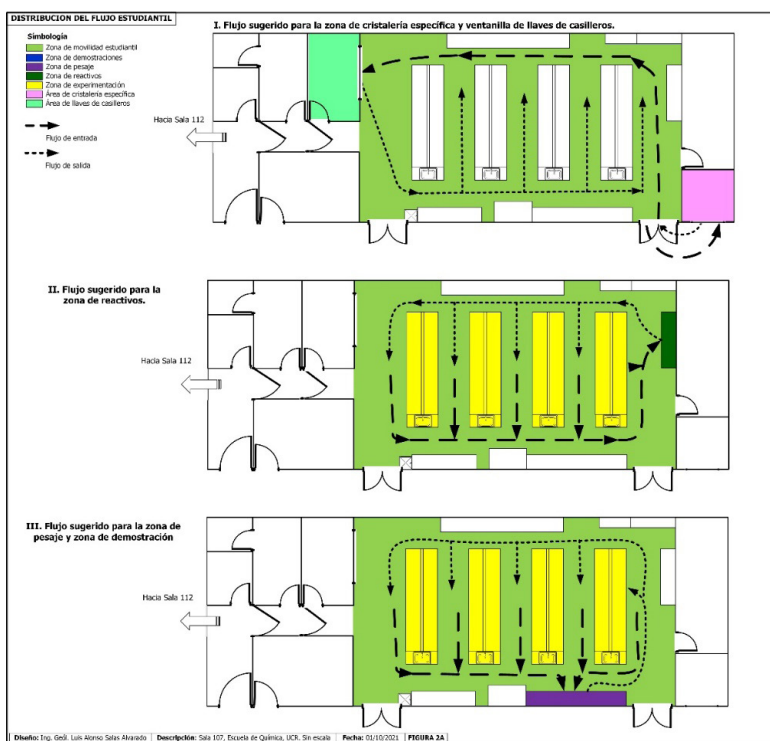 DISTRIBUCION DEL FLUJO ESTUDIANTIL
I. Flujo sugerido para la zona de cristalería específica y ventanilla de llaves de casilleros.
Simbología
Zona de movilidad estudiantil
Zona de demostraciones
Zona de pesaje
Zona de reactivos
Zona de experimentación
Área de cristalería específica
Área de llaves de casilleros
Flujo de entrada
Flujo de salida
Hacia Sala 112
II. Flujo sugerido para la
zona de reactivos.
Hacia Sala 112
III. Flujo sugerido para la zona de
pesaje y zona de demostración
Hacia Sala 112
Diseño: Ing. Geól. Luis Alonso Salas Alvarado Descripción: Sala 107, Escuela de Química, UCR. Sin escala Fecha: 01/10/2021 FIGURA 2A